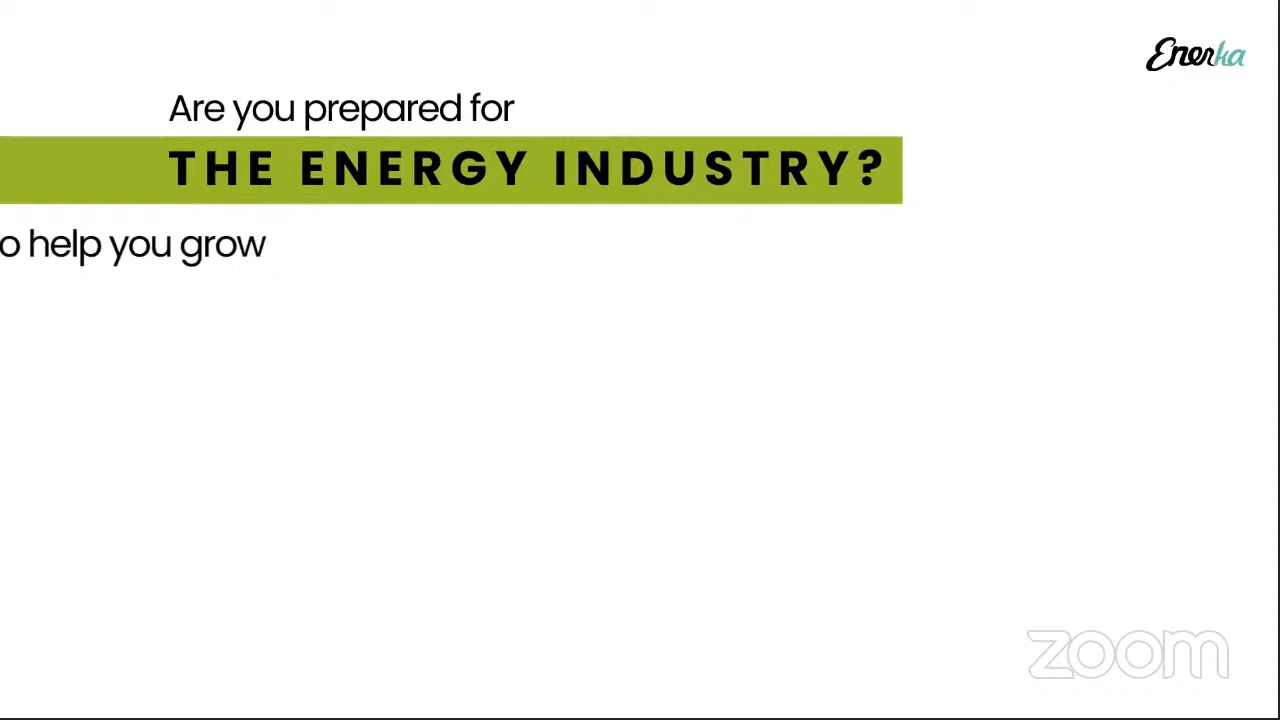 Enerka
Are you prepared for
THE ENERGY INDUSTRY?
o help you grow
zoom